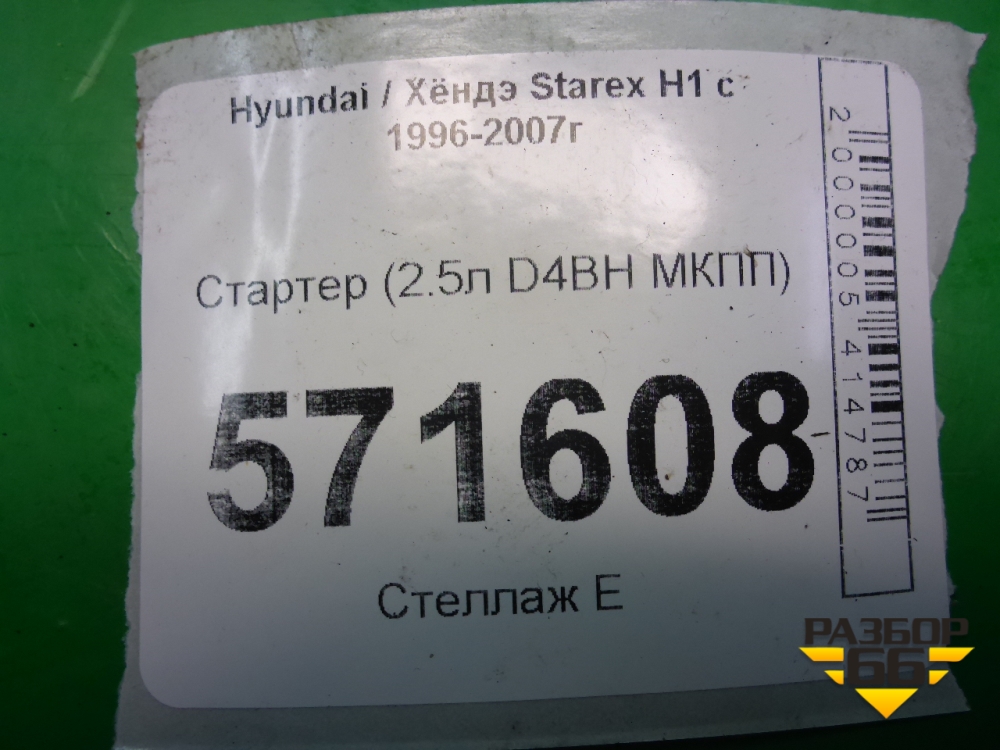 Hyundai / Хёндэ Starex H1 с
1996-2007г
Стартер (2.5л D4BH МКПП)
571608
Стеллаж E
2000005414787
РАЗБОР
66